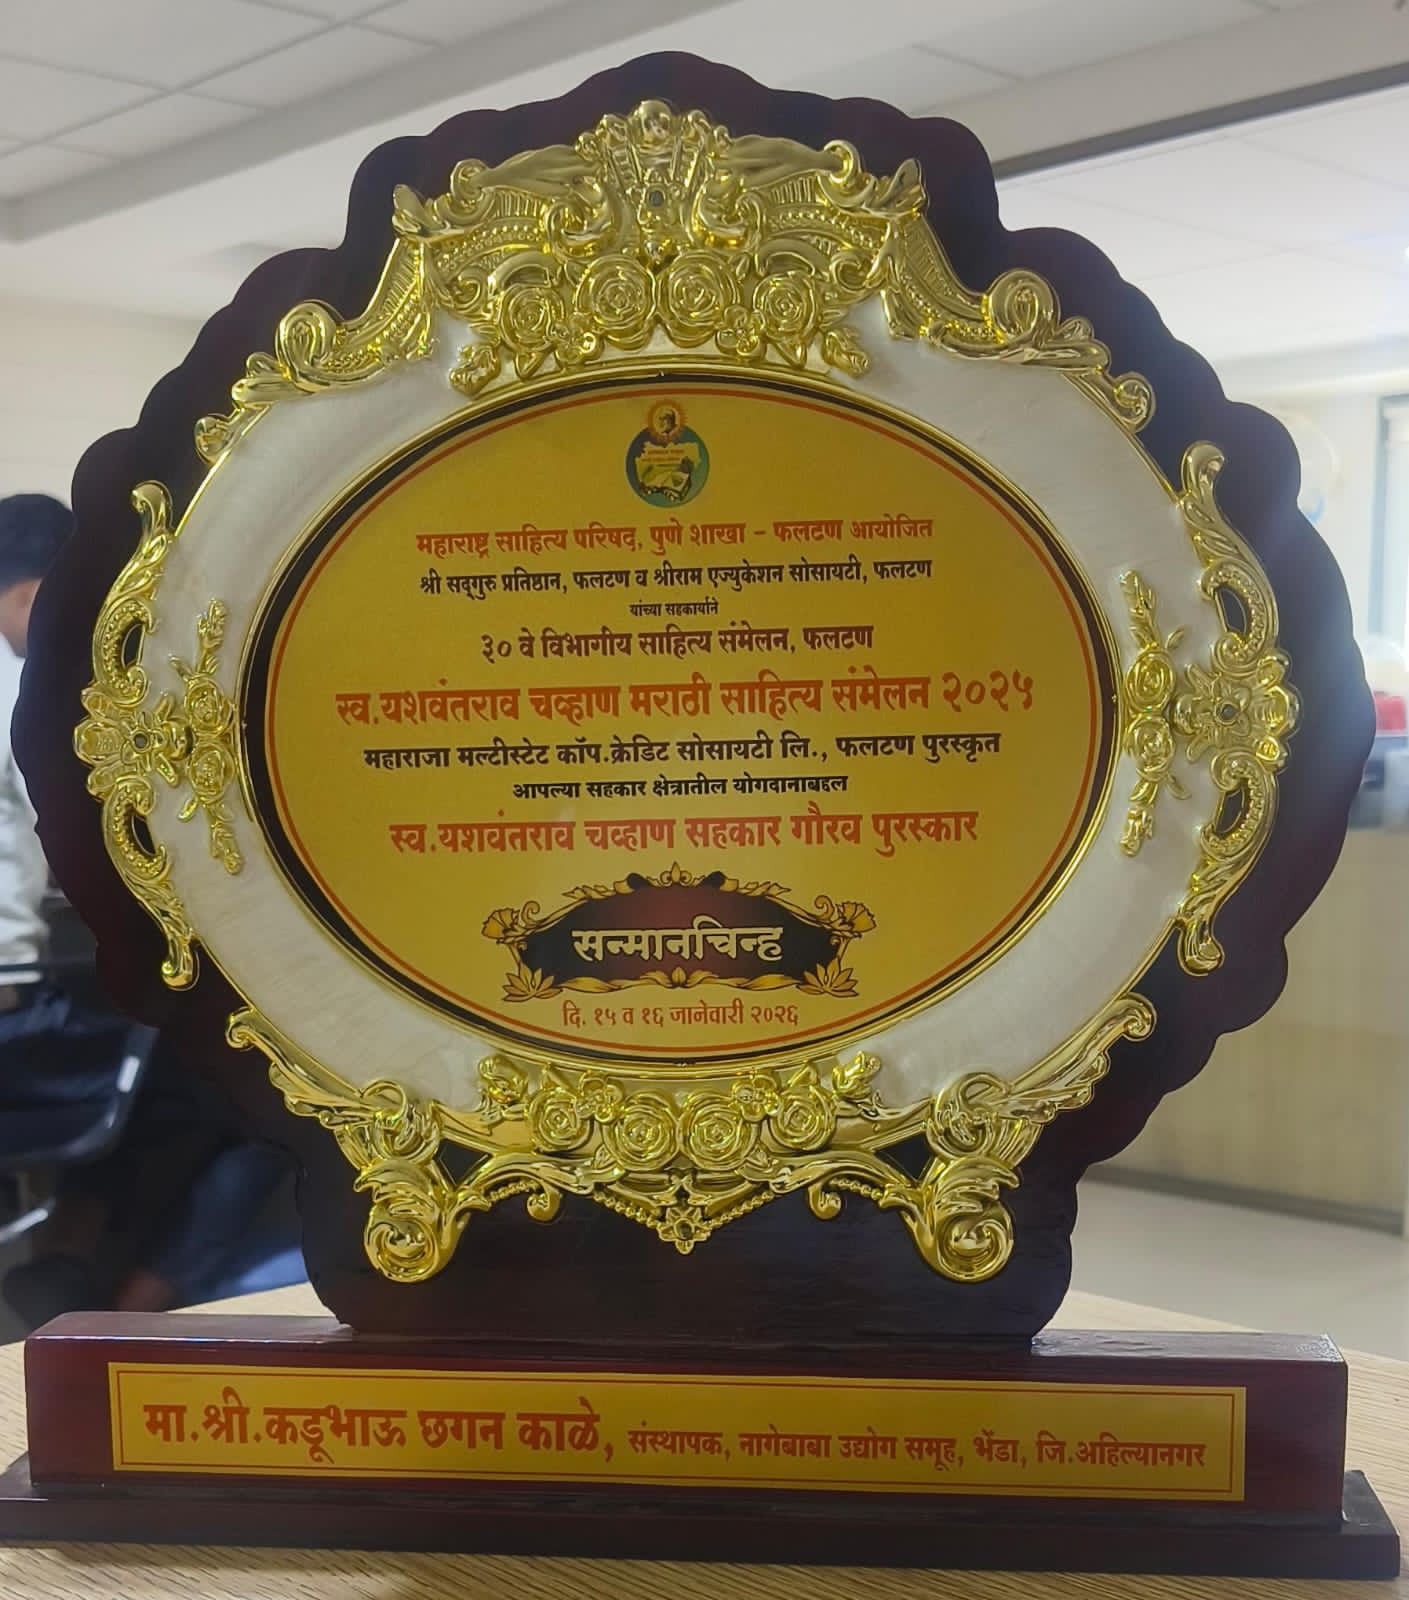 महाराष्ट्र साहित्य परिषद, पुणे शाखा - फलटण आयोजित
श्री सद्‌गुरु प्रतिष्ठान, फलटण व श्रीराम एज्युकेशन सोसायटी, फलटण
यांच्या सहकार्याने
३० वे विभागीय साहित्य संमेलन, फलटण
स्व.यशवंतराव चव्हाण मराठी साहित्य संमेलन २०२५
महाराजा मल्टीस्टेट कॉप.क्रेडिट सोसायटी लि., फलटण पुरस्कृत
आपल्या सहकार क्षेत्रातील योगदानाबद्दल
स्व.यशवंतराव चव्हाण सहकार गौरव पुरस्कार
सन्मानचिन्ह
दि. १५ व १६ जानेवारी २०२६
मा.श्री.कडूभाऊ छगन काळे, संस्थापक, नागेबाबा उद्योग समूह, भेंडा, जि.अहिल्यानगर